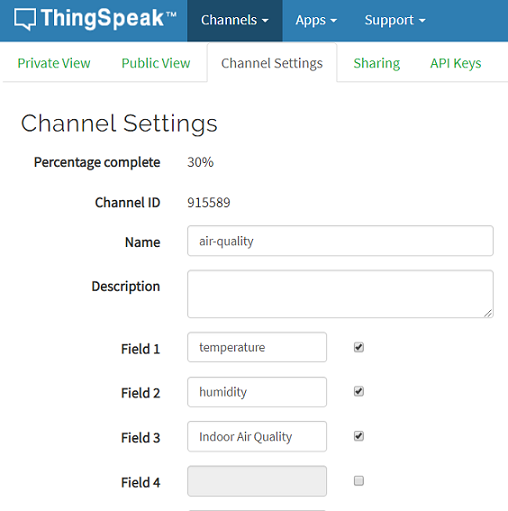 ThingSpeak™ Channels Apps Support
Private View Public View Channel Settings Sharing API Keys
Channel Settings
Percentage complete 30%
Channel ID 915589
Name air-quality
Description
Field 1 temperature
Field 2 humidity
Field 3 Indoor Air Quality
Field 4